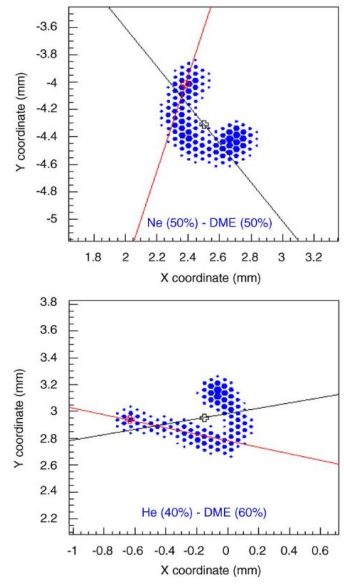 -3.6
-3.8
-4
-4.2
-4.4
-4.6
-4.8
-5
Y coordinate (mm)
Ne (50%) - DME (50%)
1.8 2 2.2 2.4 2.6 2.8 3 3.2
X coordinate (mm)
3.8
3.6
3.4
3.2
3
2.8
2.6
2.4
2.2
Y coordinate (mm)
He (40%) - DME (60%)
-1 -0.8 -0.6 -0.4 -0.2 0 0.2 0.4 0.6
X coordinate (mm)